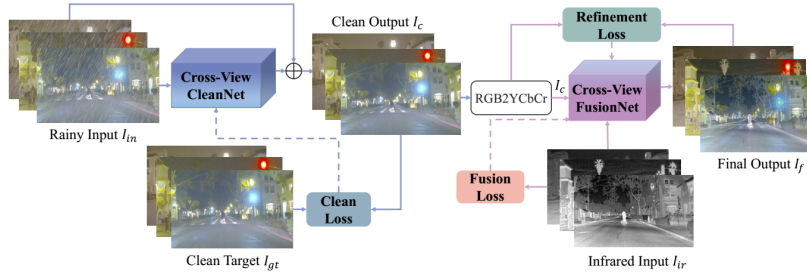 Clean Output I_c
Refinement
Loss
Cross-View
CleanNet
RGB2YCbCr
I_c
Cross-View
FusionNet
Rainy Input I_in
Final Output I_f
Fusion
Loss
Clean
Loss
Clean Target I_gt
Infrared Input I_ir